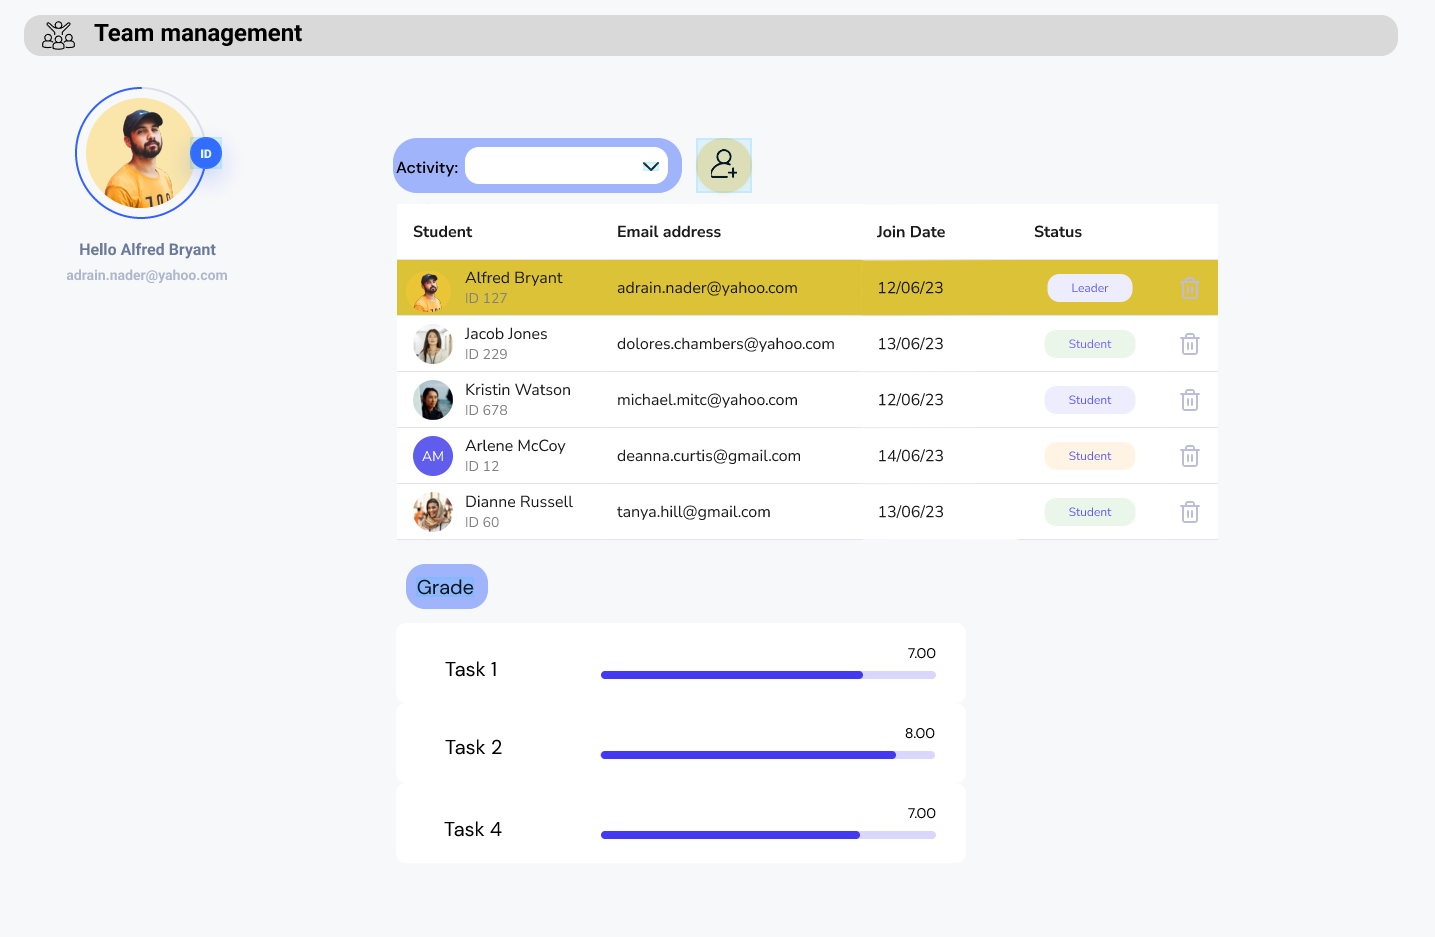 Team management
ID
Hello Alfred Bryant
adrain.nader@yahoo.com
Activity:
Student Email address Join Date Status
Alfred Bryant
ID 127
adrain.nader@yahoo.com 12/06/23 Leader
Jacob Jones
ID 229
dolores.chambers@yahoo.com 13/06/23 Student
Kristin Watson
ID 678
michael.mitc@yahoo.com 12/06/23 Student
AM
Arlene McCoy
ID 12
deanna.curtis@gmail.com 14/06/23 Student
Dianne Russell
ID 60
tanya.hill@gmail.com 13/06/23 Student
Grade
Task 1
7.00
Task 2
8.00
Task 4
7.00